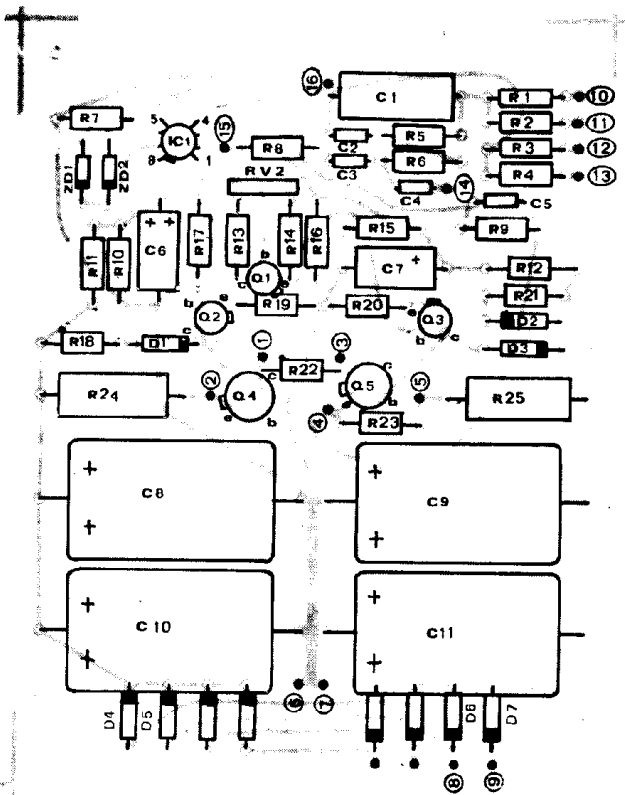 16
C1
R1
10
R2
11
R3
12
R4
13
R7
5
4
IC1
8
1
15
R8
C2
C3
R5
R6
C4
14
C5
ZD1
ZD2
RV2
R11
R10
C6
+ +
R17
R13
R14
R16
R15
R9
C7
+
R12
R21
D2
D3
b
c
e
Q1
R19
R20
b
e
c
Q2
Q3
e
b
c
R18
D1
1
3
R22
2
R24
Q4
c
e
b
Q5
c
e
b
5
4
R23
R25
+
C8
+
+
C9
+
+
C10
+
+
C11
+
D4
D5
6
7
D6
D7
8
9